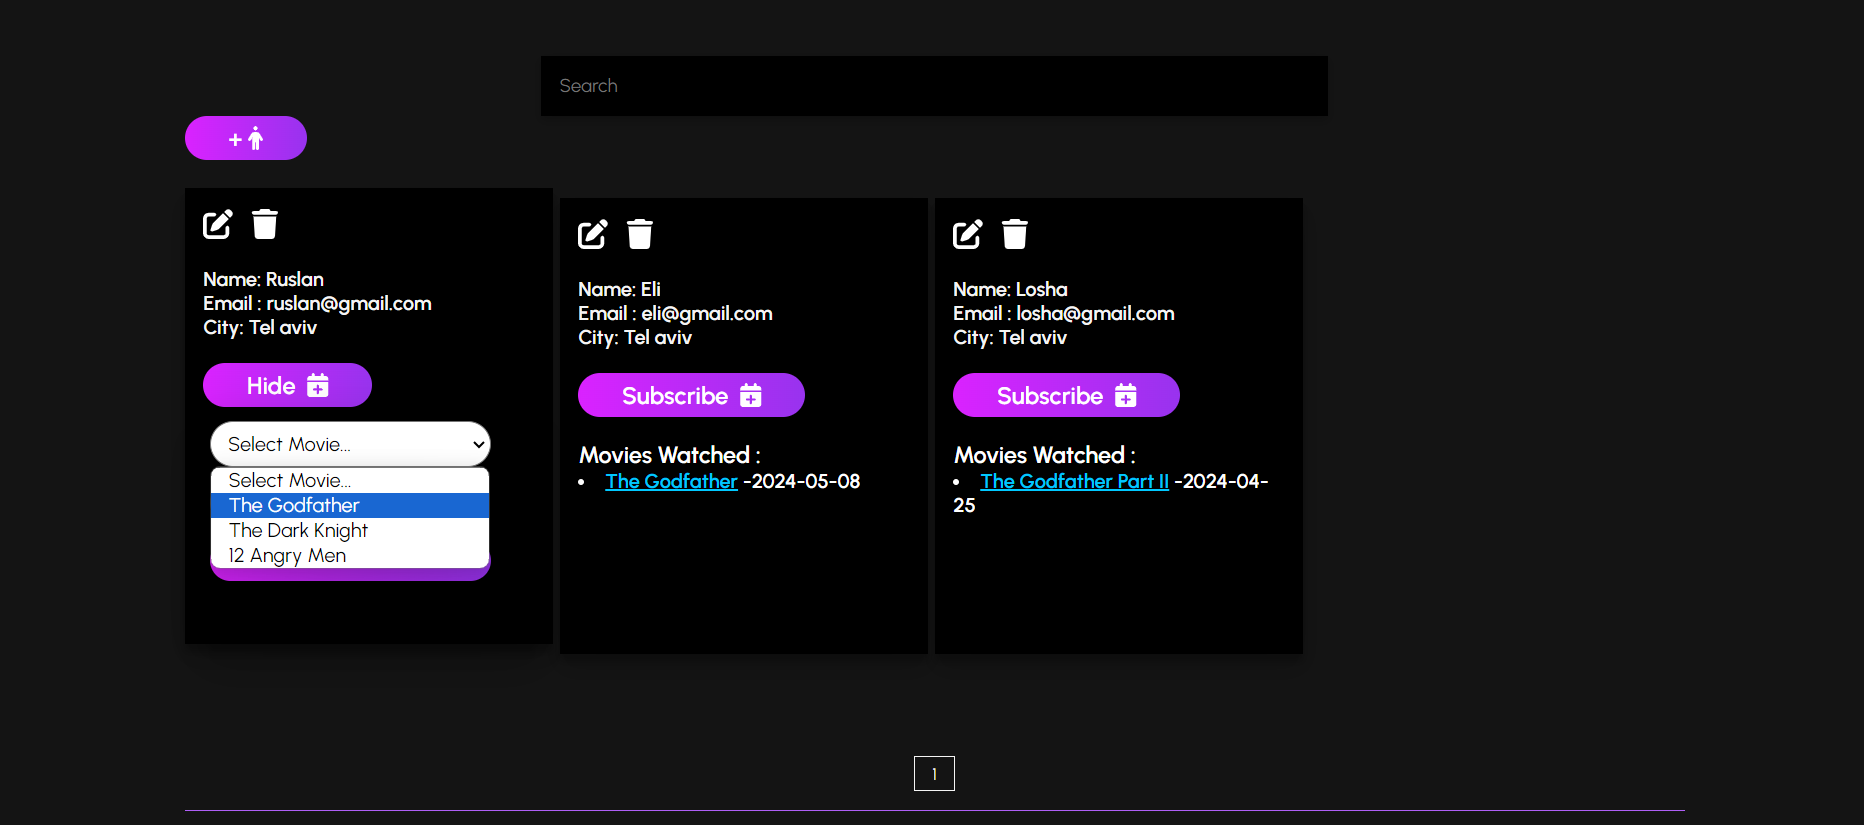 Search
+
Name: Ruslan
Email : ruslan@gmail.com
City: Tel aviv
Hide
Select Movie...
Select Movie...
The Godfather
The Dark Knight
12 Angry Men
Name: Eli
Email : eli@gmail.com
City: Tel aviv
Subscribe
Movies Watched :
• The Godfather -2024-05-08
Name: Losha
Email : losha@gmail.com
City: Tel aviv
Subscribe
Movies Watched :
• The Godfather Part II -2024-04-
25
1